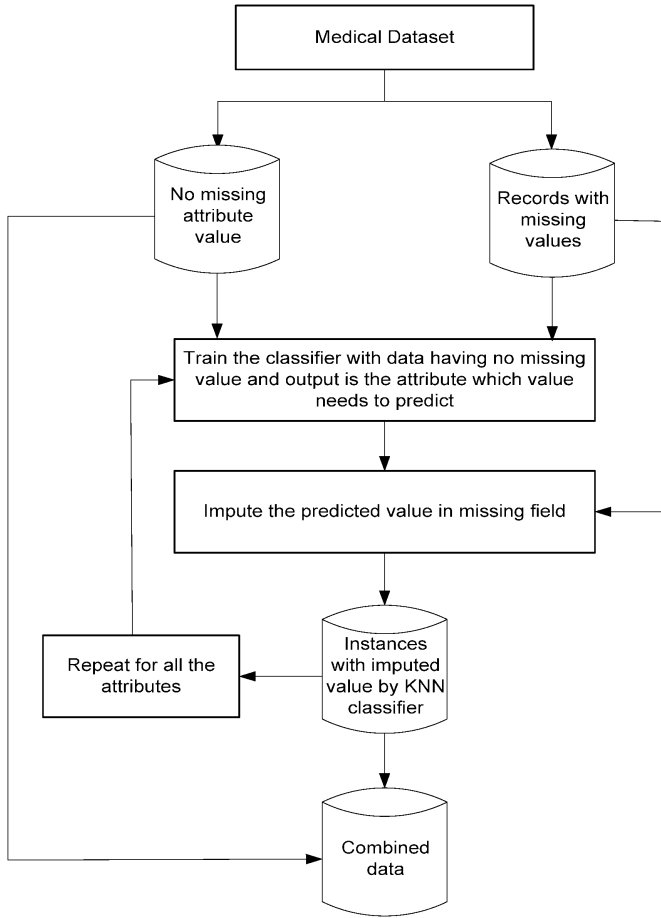 Medical Dataset
No missing
attribute
value
Records with
missing
values
Train the classifier with data having no missing
value and output is the attribute which value
needs to predict
Impute the predicted value in missing field
Instances
with imputed
value by KNN
classifier
Repeat for all the
attributes
Combined
data